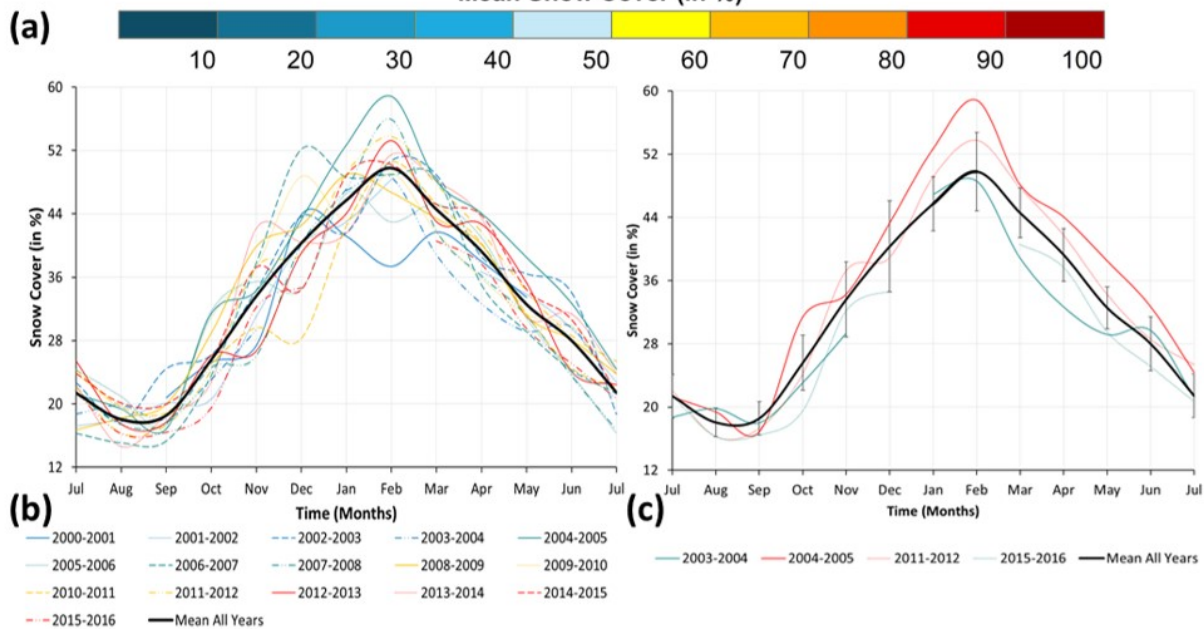 Mean Snow Cover (in %)
(a)
10 20 30 40 50 60 70 80 90 100
60
52
44
36
28
20
12
Snow Cover (in %)
Jul Aug Sep Oct Nov Dec Jan Feb Mar Apr May Jun Jul
Time (Months)
(b)
2000-2001 2001-2002 2002-2003 2003-2004 2004-2005
2005-2006 2006-2007 2007-2008 2008-2009 2009-2010
2010-2011 2011-2012 2012-2013 2013-2014 2014-2015
2015-2016 Mean All Years
60
52
44
36
28
20
12
Snow Cover (in %)
Jul Aug Sep Oct Nov Dec Jan Feb Mar Apr May Jun Jul
Time (Months)
(c)
2003-2004 2004-2005 2011-2012 2015-2016 Mean All Years